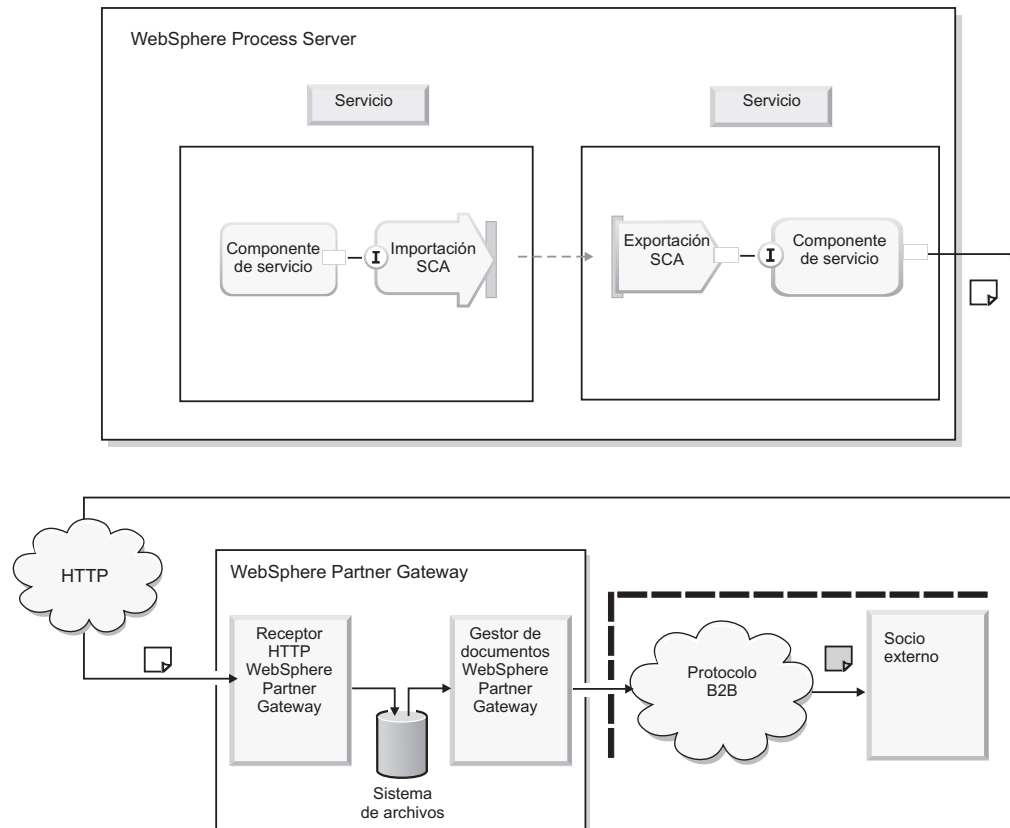 WebSphere Process Server
Servicio
Servicio
Componente
de servicio
I
Importación
SCA
Exportación
SCA
I
Componente
de servicio
HTTP
WebSphere Partner Gateway
Receptor
HTTP
WebSphere
Partner
Gateway
Sistema
de archivos
Gestor de
documentos
WebSphere
Partner
Gateway
Protocolo
B2B
Socio
externo